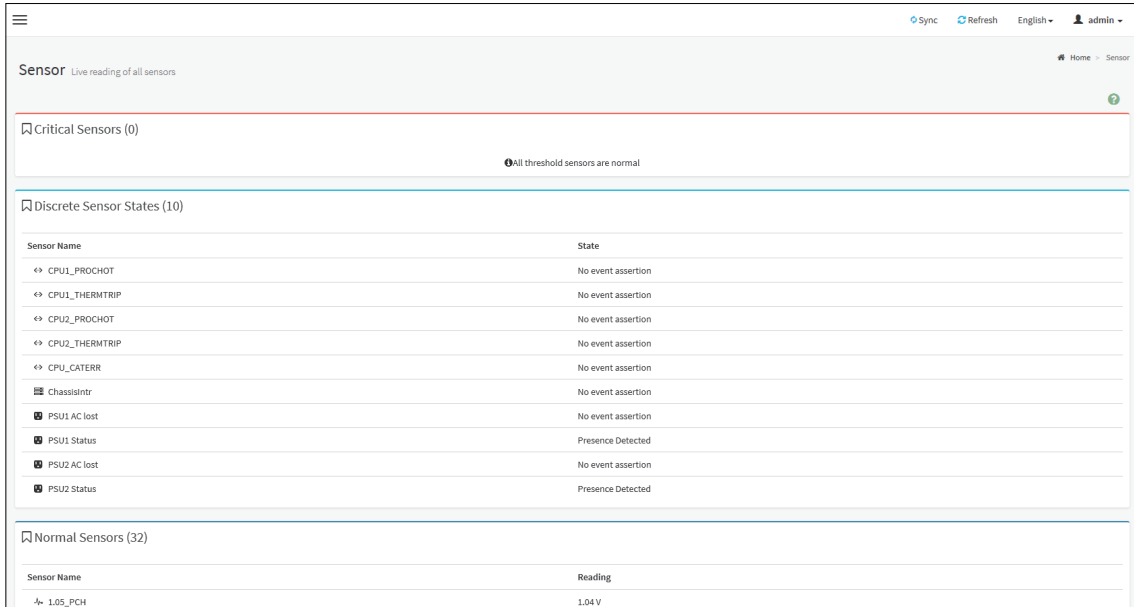 Sync Refresh English admin
Sensor Live reading of all sensors
Home > Sensor
Critical Sensors (0)
All threshold sensors are normal
Discrete Sensor States (10)
Sensor Name State
CPU1_PROCHOT No event assertion
CPU1_THERMTRIP No event assertion
CPU2_PROCHOT No event assertion
CPU2_THERMTRIP No event assertion
CPU_CATERR No event assertion
ChassisIntr No event assertion
PSU1 AC lost No event assertion
PSU1 Status Presence Detected
PSU2 AC lost No event assertion
PSU2 Status Presence Detected
Normal Sensors (32)
Sensor Name Reading
1.05_PCH 1.04 V